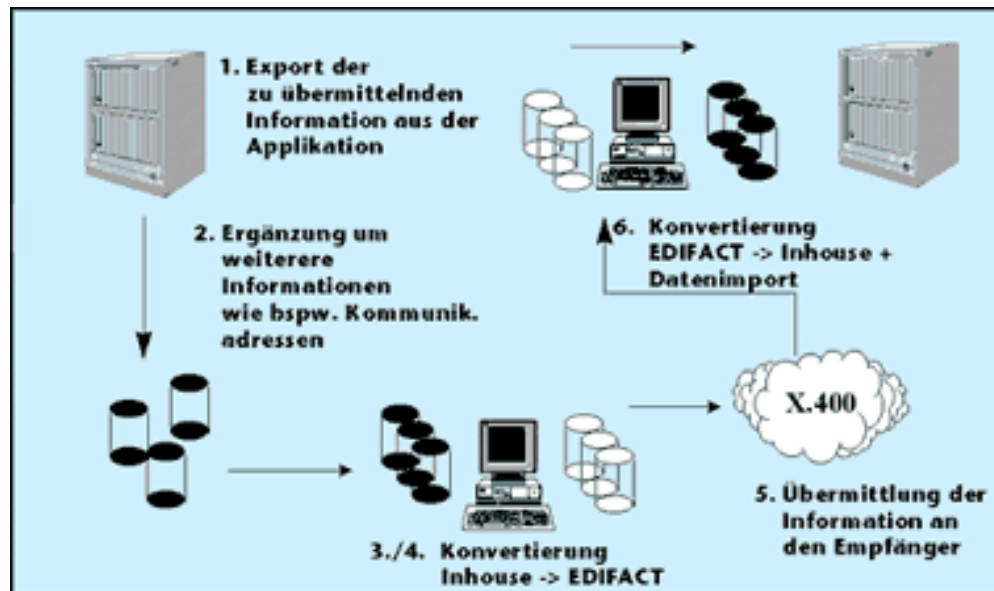 1. Export der
zu übermittelnden
Information aus der
Applikation
2. Ergänzung um
weiterere
Informationen
wie bspw. Kommunik.
adressen
3./4. Konvertierung
Inhouse -> EDIFACT
X.400
5. Übermittlung der
Information an
den Empfänger
6. Konvertierung
EDIFACT -> Inhouse +
Datenimport